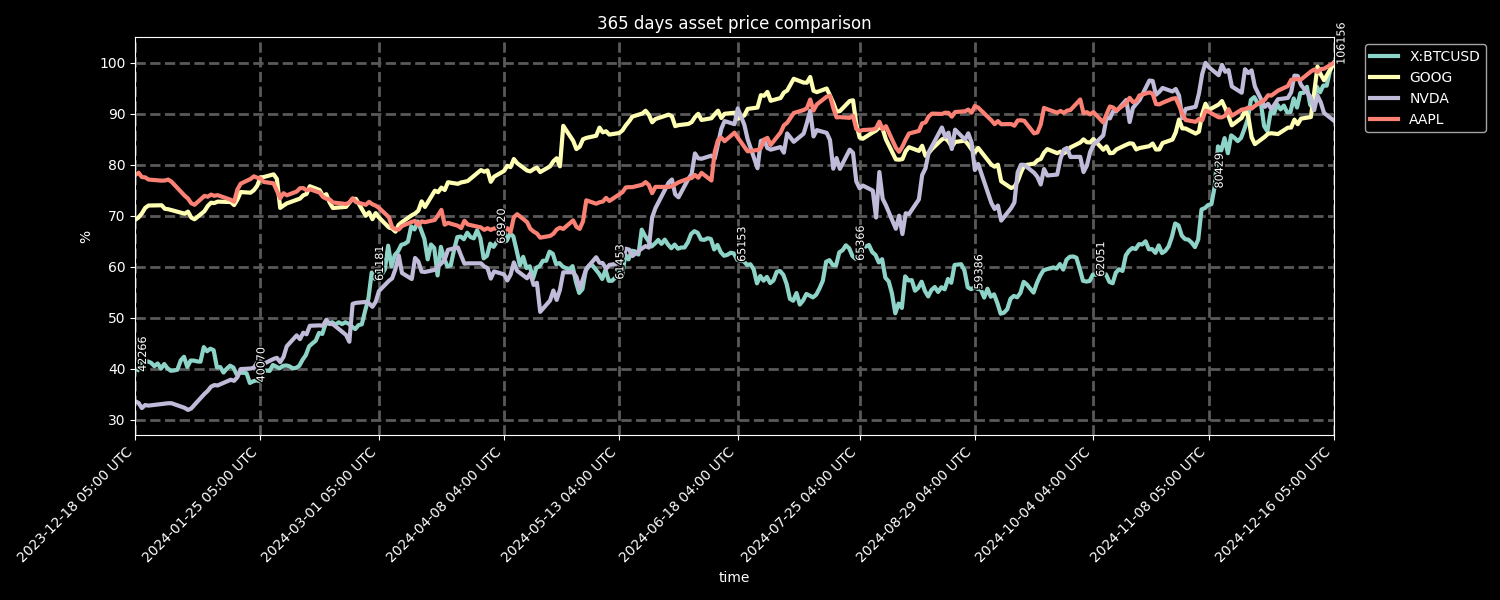 365 days asset price comparison
106156
X:BTCUSD
GOOG
NVDA
AAPL
%
100
90
80
70
60
50
40
30
42266
40070
61181
68920
61453
65153
65366
59386
62051
80429
2023-12-18 05:00 UTC
2024-01-25 05:00 UTC
2024-03-01 05:00 UTC
2024-04-08 04:00 UTC
2024-05-13 04:00 UTC
2024-06-18 04:00 UTC
2024-07-25 04:00 UTC
2024-08-29 04:00 UTC
2024-10-04 04:00 UTC
2024-11-08 05:00 UTC
2024-12-16 05:00 UTC
time